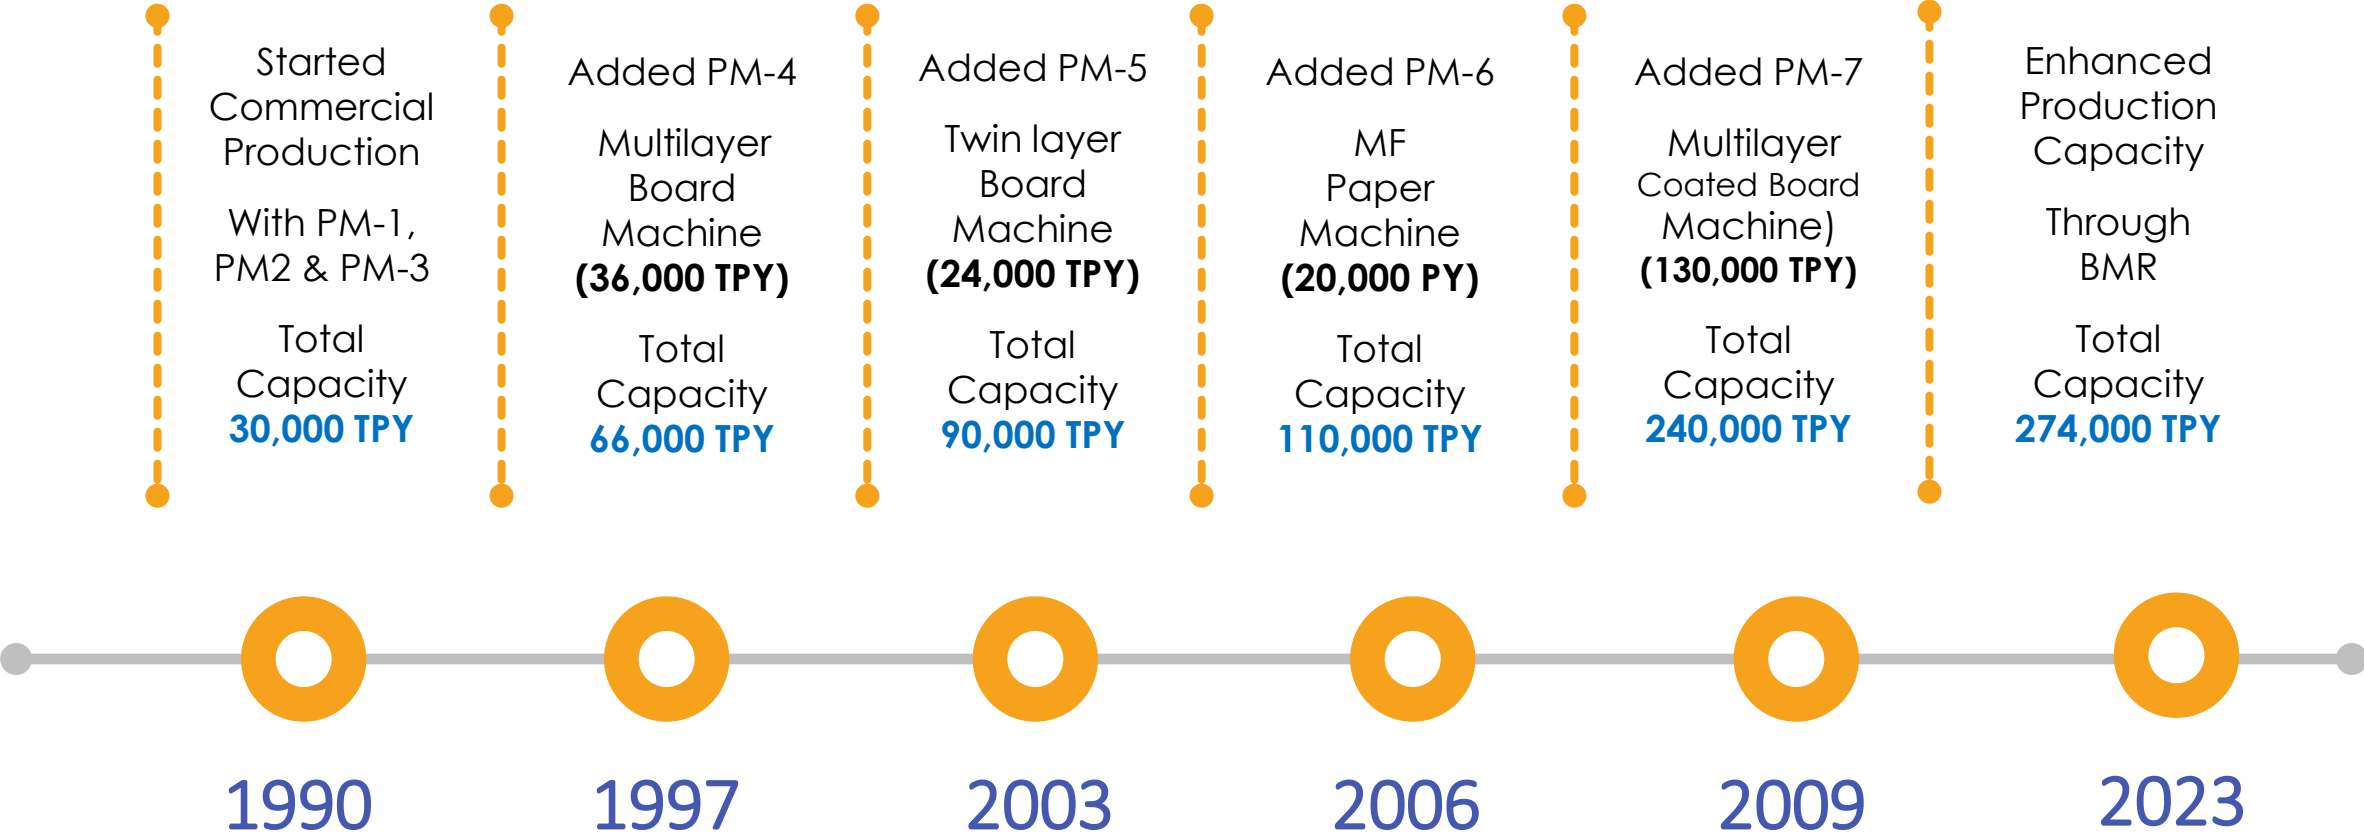 Started
Commercial
Production
With PM-1,
PM2 & PM-3
Total
Capacity
30,000 TPY
Added PM-4
Multilayer
Board
Machine
(36,000 TPY)
Total
Capacity
66,000 TPY
Added PM-5
Twin layer
Board
Machine
(24,000 TPY)
Total
Capacity
90,000 TPY
Added PM-6
MF
Paper
Machine
(20,000 PY)
Total
Capacity
110,000 TPY
Added PM-7
Multilayer
Coated Board
Machine)
(130,000 TPY)
Total
Capacity
240,000 TPY
Enhanced
Production
Capacity
Through
BMR
Total
Capacity
274,000 TPY
1990
1997
2003
2006
2009
2023